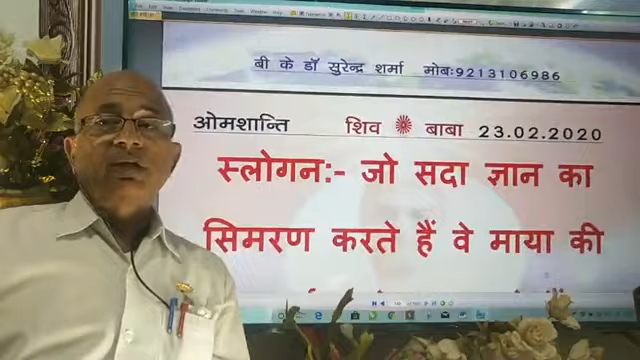 बी के डॉ सुरेन्द्र शर्मा मोबः9213106986
ओमशान्ति शिव बाबा 23.02.2020
स्लोगन:- जो सदा ज्ञान का
सिमरण करते हैं वे माया की